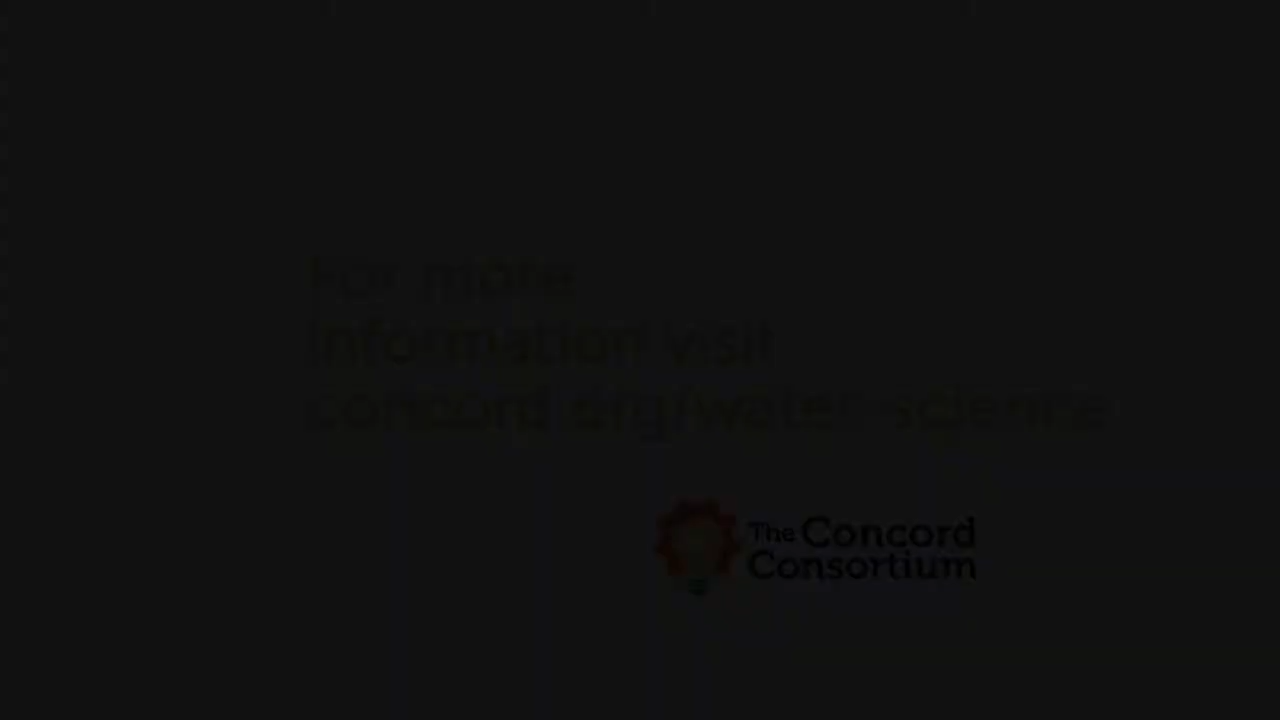 For more
information visit
concord.org/water-science
The Concord
Consortium